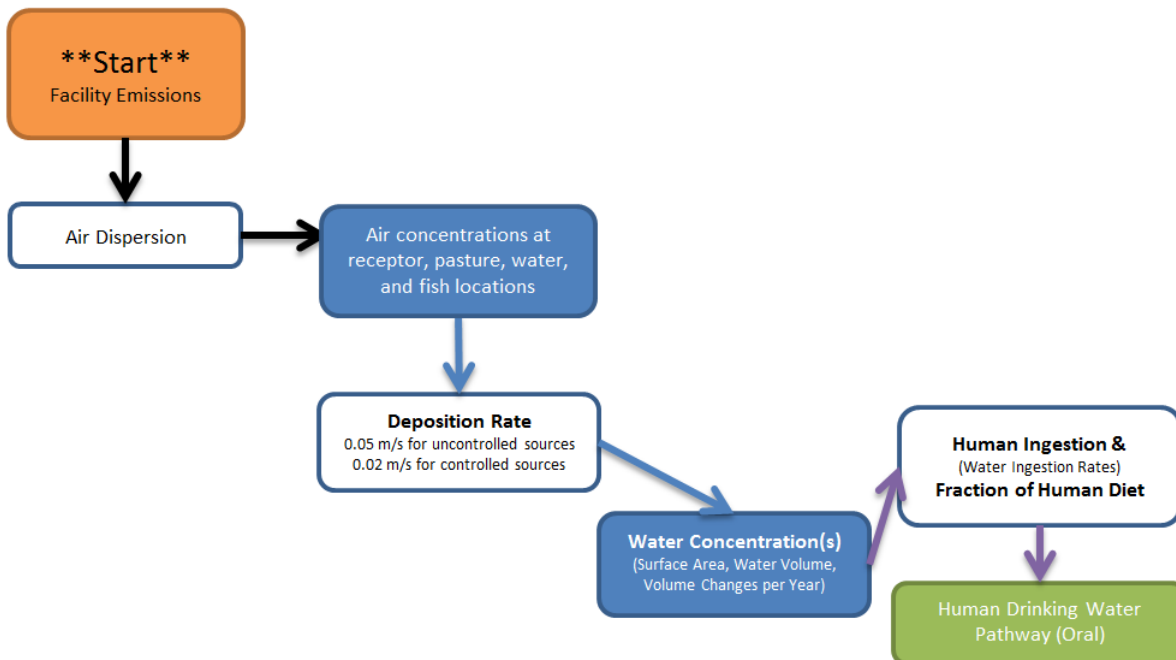 **Start**
Facility Emissions
Air Dispersion
Air concentrations at
receptor, pasture, water,
and fish locations
Deposition Rate
0.05 m/s for uncontrolled sources
0.02 m/s for controlled sources
Water Concentration(s)
(Surface Area, Water Volume,
Volume Changes per Year)
Human Ingestion &
(Water Ingestion Rates)
Fraction of Human Diet
Human Drinking Water
Pathway (Oral)